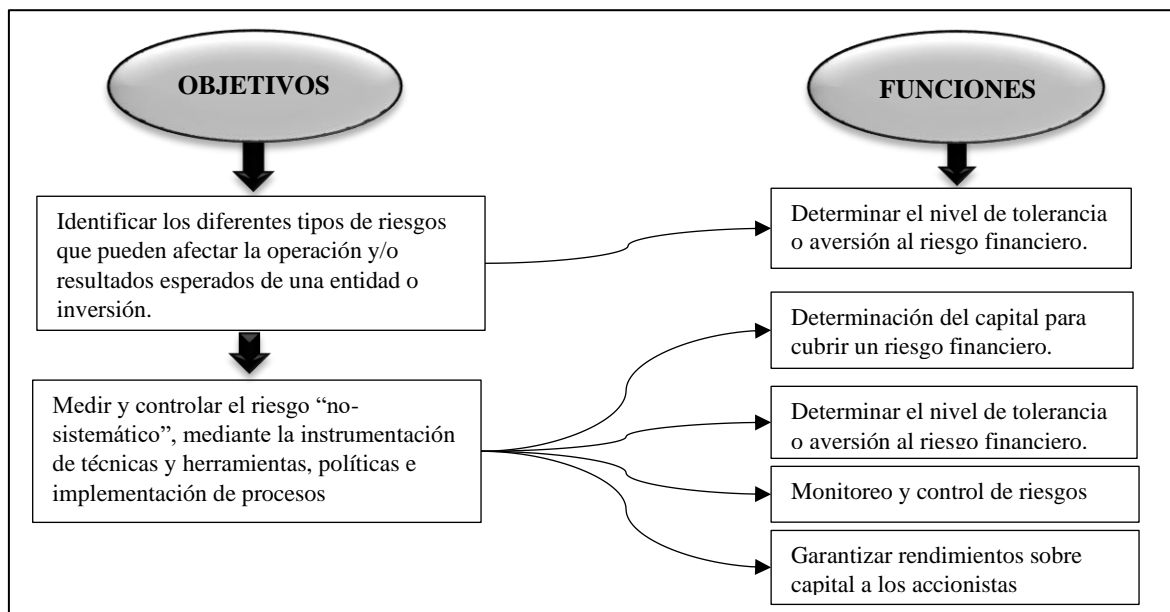 OBJETIVOS
Identificar los diferentes tipos de riesgos
que pueden afectar la operación y/o
resultados esperados de una entidad o
inversión.
Medir y controlar el riesgo “no-
sistemático”, mediante la instrumentación
de técnicas y herramientas, políticas e
implementación de procesos
FUNCIONES
Determinar el nivel de tolerancia
o aversión al riesgo financiero.
Determinación del capital para
cubrir un riesgo financiero.
Determinar el nivel de tolerancia
o aversión al riesgo financiero.
Monitoreo y control de riesgos
Garantizar rendimientos sobre
capital a los accionistas